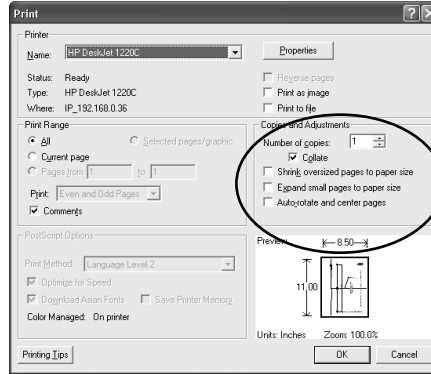 Print
Printer
Name: HP DeskJet 1220C
Properties
Status: Ready
Reverse pages
Type: HP DeskJet 1220C
Print as image
Where: IP_192.168.0.36
Print to file
Print Range
Copies and Adjustments
All
Selected pages/graphic
Number of copies: 1
Current page
Collate
Pages from: 1 to: 1
Shrink oversized pages to paper size
Print: Even and Odd Pages
Expand small pages to paper size
Comments
Auto-rotate and center pages
PostScript Options
Preview
8.50
Print Method: Language Level 2
Optimize for Speed
11.00
Download Asian Fonts
Save Printer Memory
Color Managed: On printer
Units: Inches Zoom: 100.0%
Printing Tips
OK
Cancel